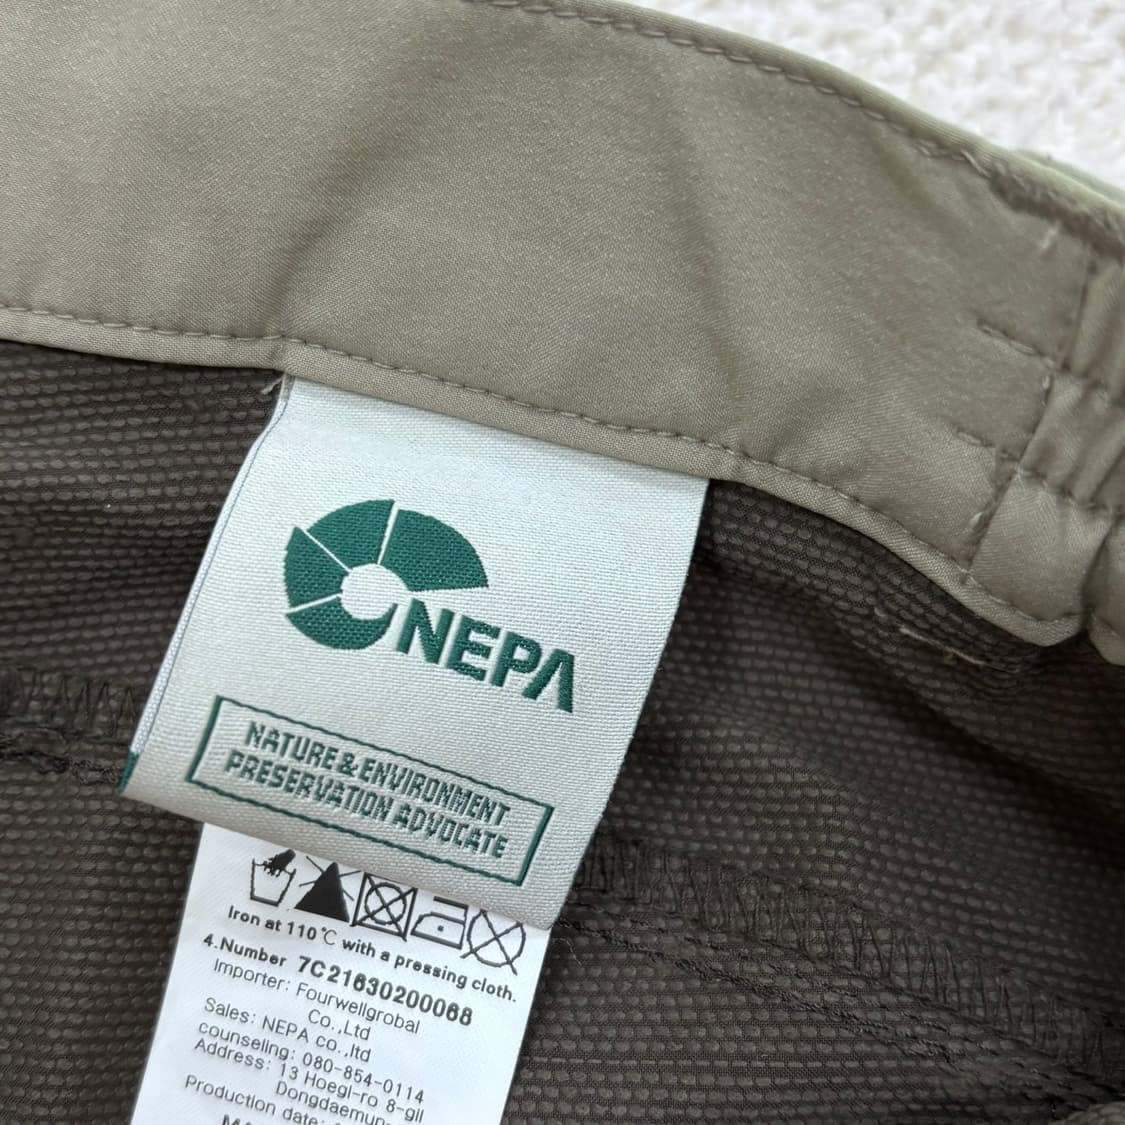 NEPA
NATURE & ENVIRONMENT
PRESERVATION ADVOCATE
Iron at 110℃ with a pressing cloth.
4.Number 7C21630200068
Importer: Fourwellgrobal
Co.,Ltd
Sales: NEPA co.,ltd
counseling: 080-854-0114
Address: 13 Hoegi-ro 8-gil
Production date: